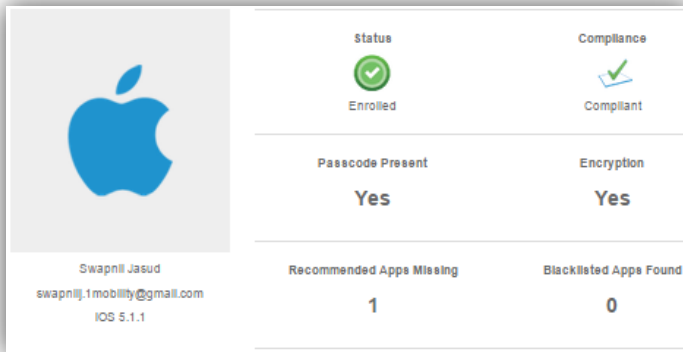 Status
Compliance
Enrolled
Compliant
Passcode Present
Encryption
Yes
Yes
Swapnil Jasud
swapnilj.1mobility@gmail.com
iOS 5.1.1
Recommended Apps Missing
Blacklisted Apps Found
1
0